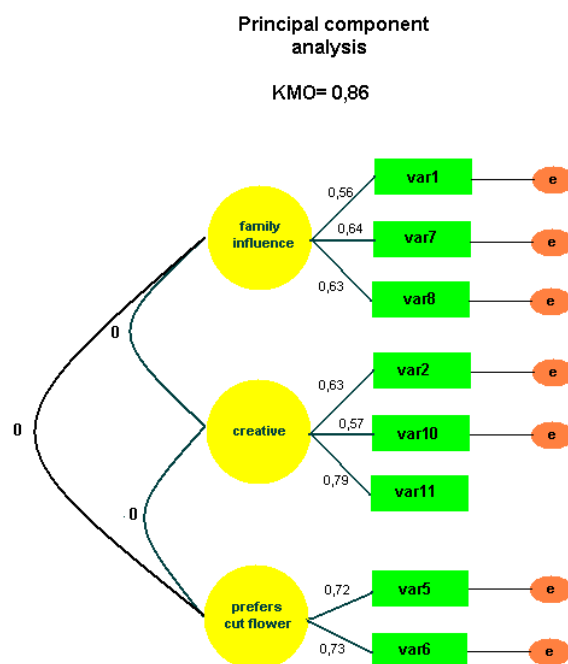 Principal component
analysis
KMO= 0,86
family
influence
0,56
var1
e
0,64
var7
e
0,63
var8
e
0
creative
0,63
var2
e
0,57
var10
e
0,79
var11
0
0
prefers
cut flower
0,72
var5
e
0,73
var6
e